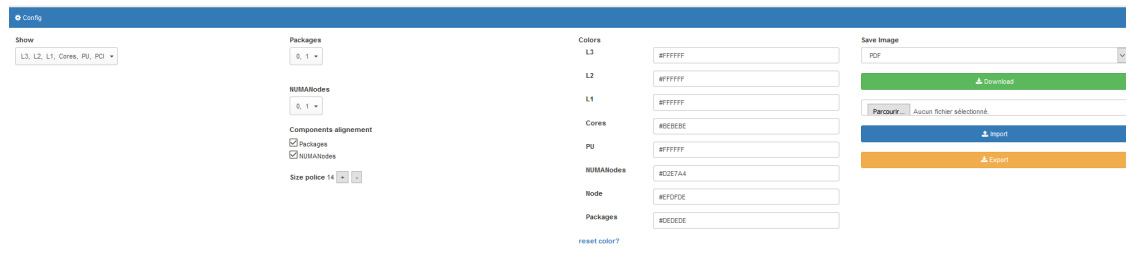 Config
Show
L3, L2, L1, Cores, PU, PCI
Packages
0, 1
NUMANodes
0, 1
Components alignement
Packages
NUMANodes
Size police 14 + -
Colors
L3 #FFFFFF
L2 #FFFFFF
L1 #FFFFFF
Cores #BEBEBE
PU #FFFFFF
NUMANodes #D2E7A4
Node #EFDFDE
Packages #DEDEDE
reset color?
Save Image
PDF
Download
Parcourir... Aucun fichier sélectionné.
Import
Export